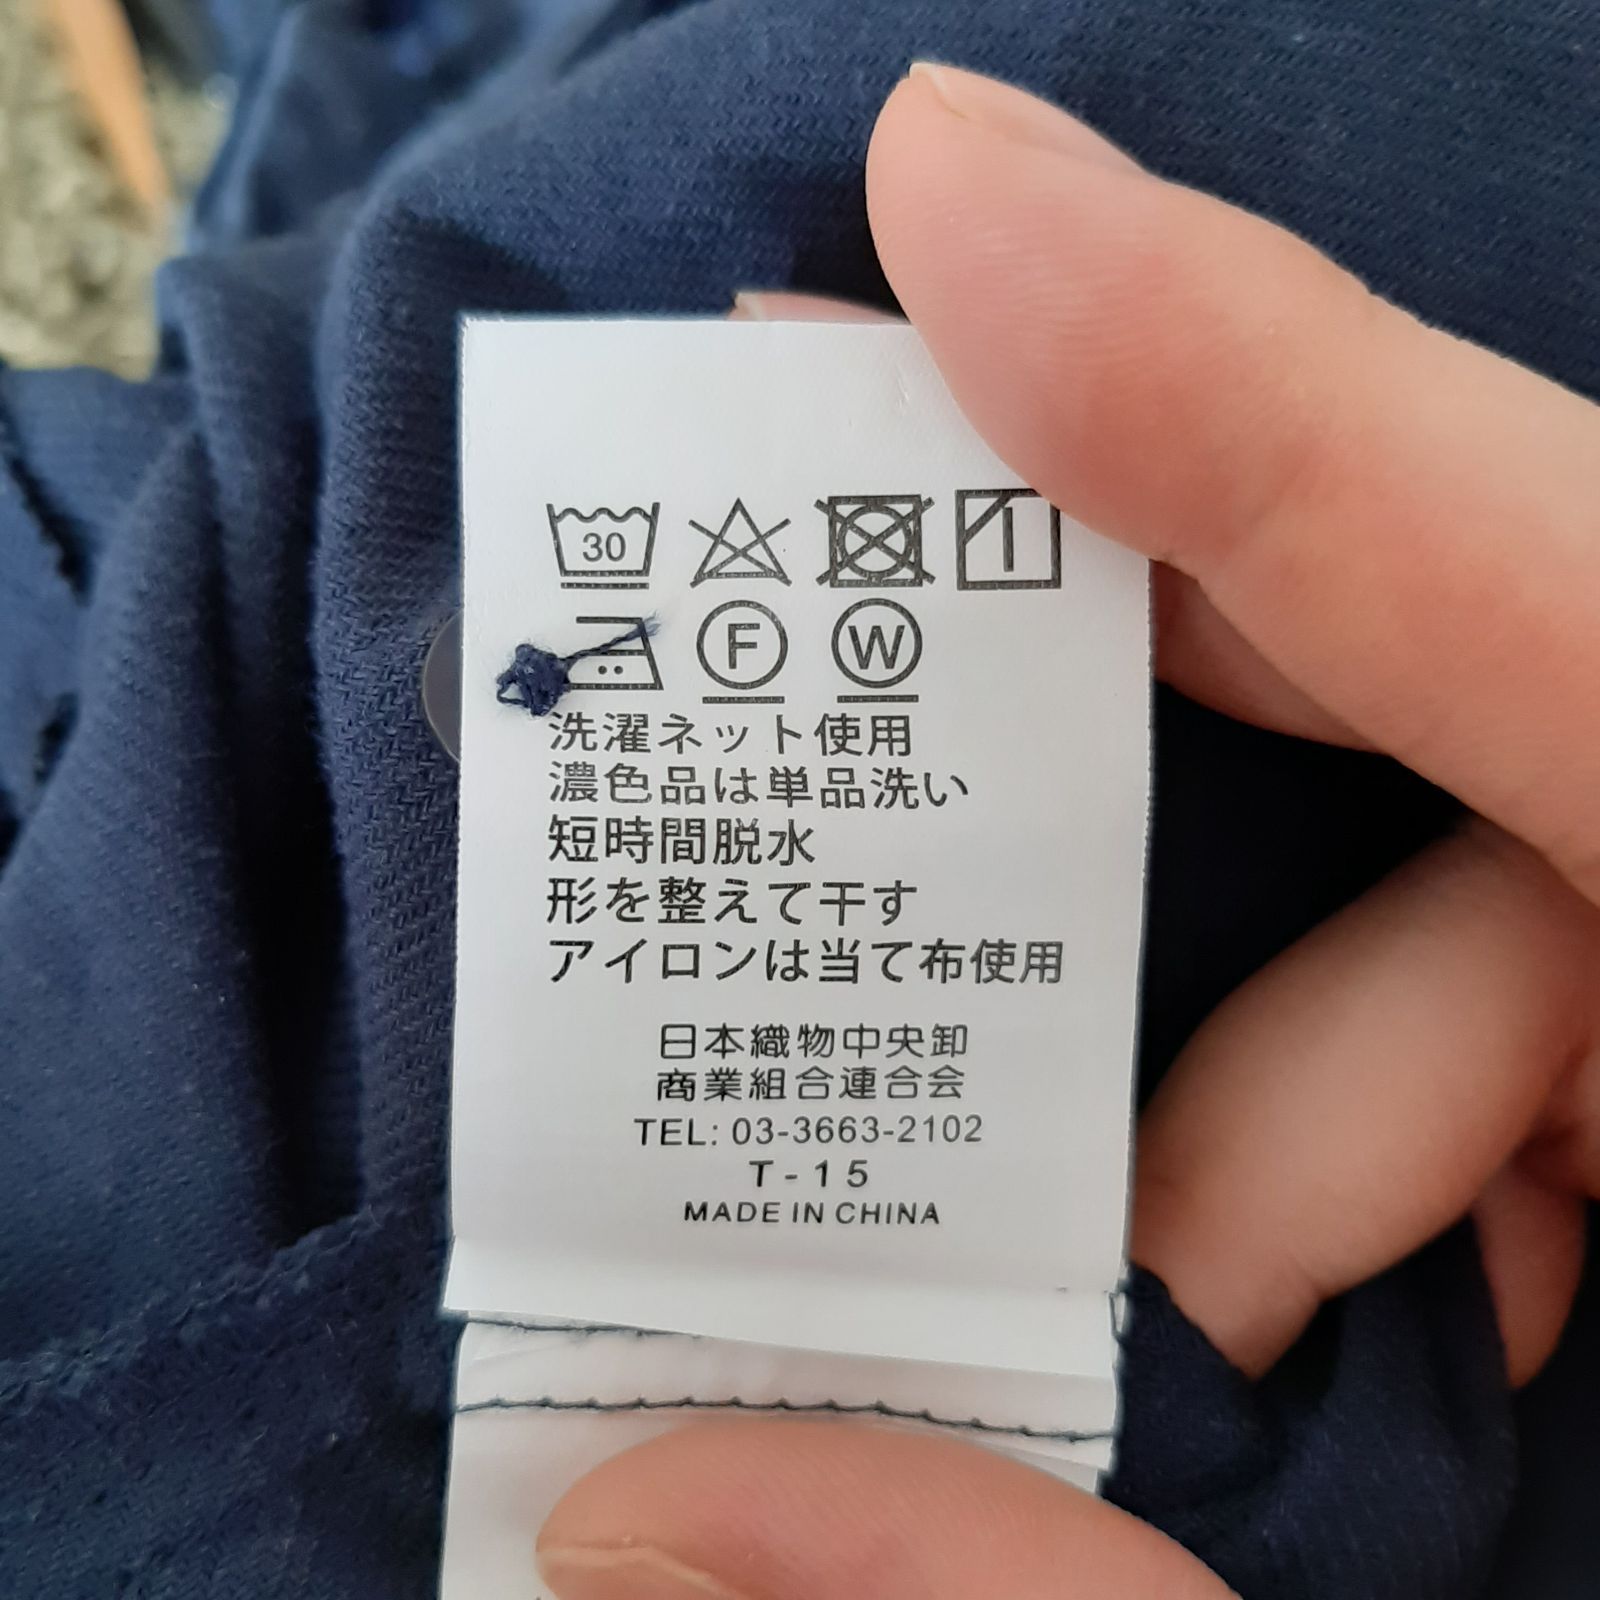 30
F W
洗濯ネット使用
濃色品は単品洗い
短時間脱水
形を整えて干す
アイロンは当て布使用
日本織物中央卸
商業組合連合会
TEL: 03-3663-2102
T-15
MADE IN CHINA